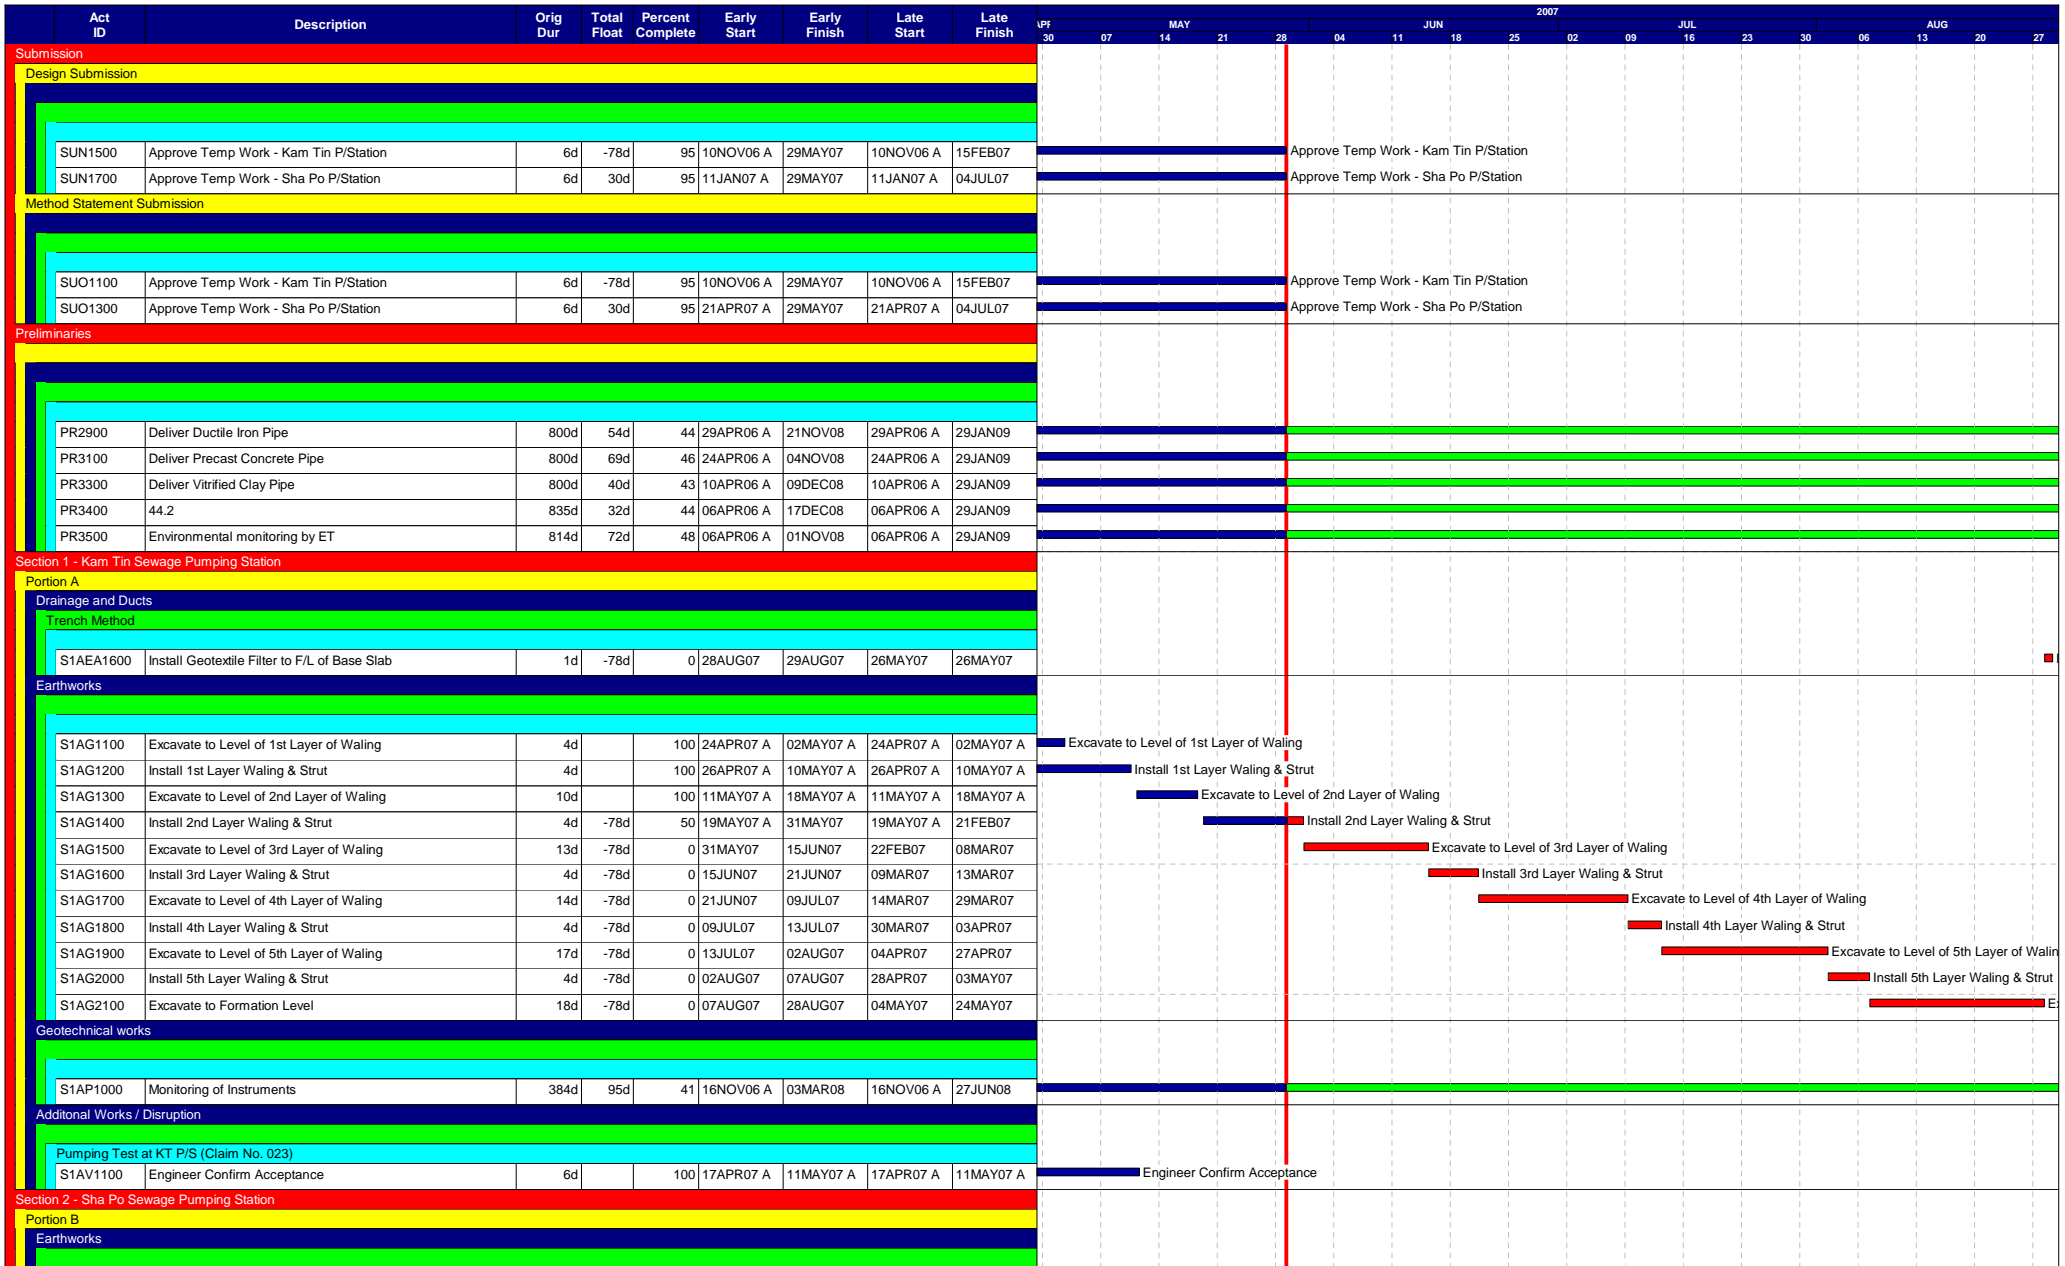 Act ID Description Orig Dur Total Float Percent Complete Early Start Early Finish Late Start Late Finish
2007
APR MAY JUN JUL AUG
30 07 14 21 28 04 11 18 25 02 09 16 23 30 06 13 20 27
Submission
Design Submission
SUN1500 Approve Temp Work - Kam Tin P/Station 6d -78d 95 10NOV06 A 29MAY07 10NOV06 A 15FEB07 Approve Temp Work - Kam Tin P/Station
SUN1700 Approve Temp Work - Sha Po P/Station 6d 30d 95 11JAN07 A 29MAY07 11JAN07 A 04JUL07 Approve Temp Work - Sha Po P/Station
Method Statement Submission
SUO1100 Approve Temp Work - Kam Tin P/Station 6d -78d 95 10NOV06 A 29MAY07 10NOV06 A 15FEB07 Approve Temp Work - Kam Tin P/Station
SUO1300 Approve Temp Work - Sha Po P/Station 6d 30d 95 21APR07 A 29MAY07 21APR07 A 04JUL07 Approve Temp Work - Sha Po P/Station
Preliminaries
PR2900 Deliver Ductile Iron Pipe 800d 54d 44 29APR06 A 21NOV08 29APR06 A 29JAN09
PR3100 Deliver Precast Concrete Pipe 800d 69d 46 24APR06 A 04NOV08 24APR06 A 29JAN09
PR3300 Deliver Vitrified Clay Pipe 800d 40d 43 10APR06 A 09DEC08 10APR06 A 29JAN09
PR3400 44.2 835d 32d 44 06APR06 A 17DEC08 06APR06 A 29JAN09
PR3500 Environmental monitoring by ET 814d 72d 48 06APR06 A 01NOV08 06APR06 A 29JAN09
Section 1 - Kam Tin Sewage Pumping Station
Portion A
Drainage and Ducts
Trench Method
S1AEA1600 Install Geotextile Filter to F/L of Base Slab 1d -78d 0 28AUG07 29AUG07 26MAY07 26MAY07
Earthworks
S1AG1100 Excavate to Level of 1st Layer of Waling 4d 100 24APR07 A 02MAY07 A 24APR07 A 02MAY07 A Excavate to Level of 1st Layer of Waling
S1AG1200 Install 1st Layer Waling & Strut 4d 100 26APR07 A 10MAY07 A 26APR07 A 10MAY07 A Install 1st Layer Waling & Strut
S1AG1300 Excavate to Level of 2nd Layer of Waling 10d 100 11MAY07 A 18MAY07 A 11MAY07 A 18MAY07 A Excavate to Level of 2nd Layer of Waling
S1AG1400 Install 2nd Layer Waling & Strut 4d -78d 50 19MAY07 A 31MAY07 19MAY07 A 21FEB07 Install 2nd Layer Waling & Strut
S1AG1500 Excavate to Level of 3rd Layer of Waling 13d -78d 0 31MAY07 15JUN07 22FEB07 08MAR07 Excavate to Level of 3rd Layer of Waling
S1AG1600 Install 3rd Layer Waling & Strut 4d -78d 0 15JUN07 21JUN07 09MAR07 13MAR07 Install 3rd Layer Waling & Strut
S1AG1700 Excavate to Level of 4th Layer of Waling 14d -78d 0 21JUN07 09JUL07 14MAR07 29MAR07 Excavate to Level of 4th Layer of Waling
S1AG1800 Install 4th Layer Waling & Strut 4d -78d 0 09JUL07 13JUL07 30MAR07 03APR07 Install 4th Layer Waling & Strut
S1AG1900 Excavate to Level of 5th Layer of Waling 17d -78d 0 13JUL07 02AUG07 04APR07 27APR07 Excavate to Level of 5th Layer of Walin
S1AG2000 Install 5th Layer Waling & Strut 4d -78d 0 02AUG07 07AUG07 28APR07 03MAY07 Install 5th Layer Waling & Strut
S1AG2100 Excavate to Formation Level 18d -78d 0 07AUG07 28AUG07 04MAY07 24MAY07
Geotechnical works
S1AP1000 Monitoring of Instruments 384d 95d 41 16NOV06 A 03MAR08 16NOV06 A 27JUN08
Additonal Works / Disruption
Pumping Test at KT P/S (Claim No. 023)
S1AV1100 Engineer Confirm Acceptance 6d 100 17APR07 A 11MAY07 A 17APR07 A 11MAY07 A Engineer Confirm Acceptance
Section 2 - Sha Po Sewage Pumping Station
Portion B
Earthworks